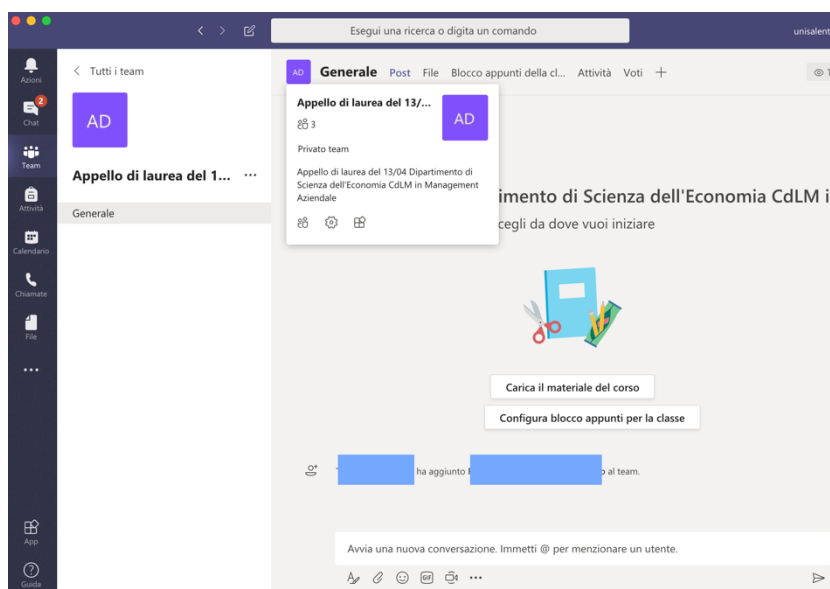 Esegui una ricerca o digita un comando
unisalent
Azioni
2
Chat
Team
Attività
Calendario
Chiamate
File
App
Guida
Tutti i team
AD
Appello di laurea del 1...
Generale
AD Generale Post File Blocco appunti della cl... Attività Voti
Appello di laurea del 13/...
AD
3
Privato team
Appello di laurea del 13/04 Dipartimento di
Scienza dell'Economia CdLM in Management
Aziendale
imento di Scienza dell'Economia CdLM i
cegli da dove vuoi iniziare
Carica il materiale del corso
Configura blocco appunti per la classe
ha aggiunto al team.
Avvia una nuova conversazione. Immetti @ per menzionare un utente.
GIF